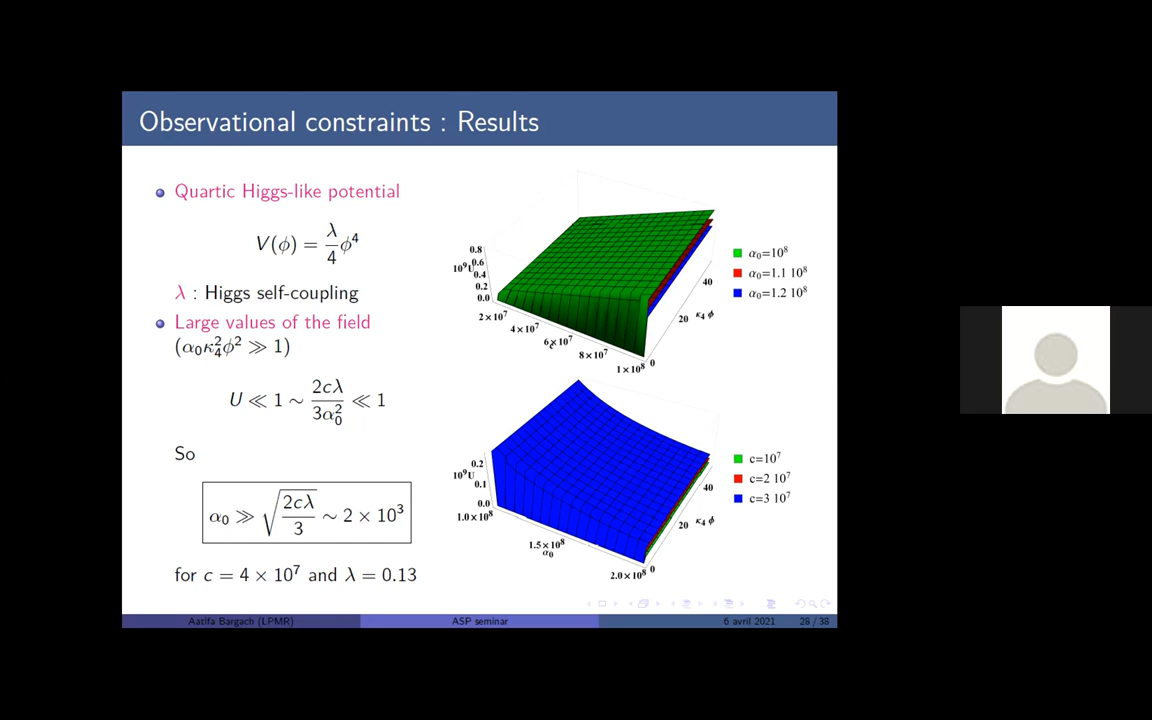 Observational constraints : Results
Quartic Higgs-like potential
V(ϕ) = λ/4 ϕ⁴
λ : Higgs self-coupling
Large values of the field
(α₀κ₄²ϕ² ≫ 1)
U ≪ 1 ∼ 2cλ/3α₀² ≪ 1
So
α₀ ≫ √(2cλ/3) ∼ 2 × 10³
for c = 4 × 10⁷ and λ = 0.13
0.8
0.6
0.4
0.2
0.0
10⁹U
2×10⁷
4×10⁷
6×10⁷
8×10⁷
1×10⁸
c
0
20
40
κ₄ ϕ
α₀=10⁸
α₀=1.1 10⁸
α₀=1.2 10⁸
0.2
0.1
0.0
10⁹U
1.0×10⁸
1.5×10⁸
2.0×10⁸
α₀
0
20
40
κ₄ ϕ
c=10⁷
c=2 10⁷
c=3 10⁷
Aatifa Bargach (LPMR)
ASP seminar
6 avril 2021
28 / 38